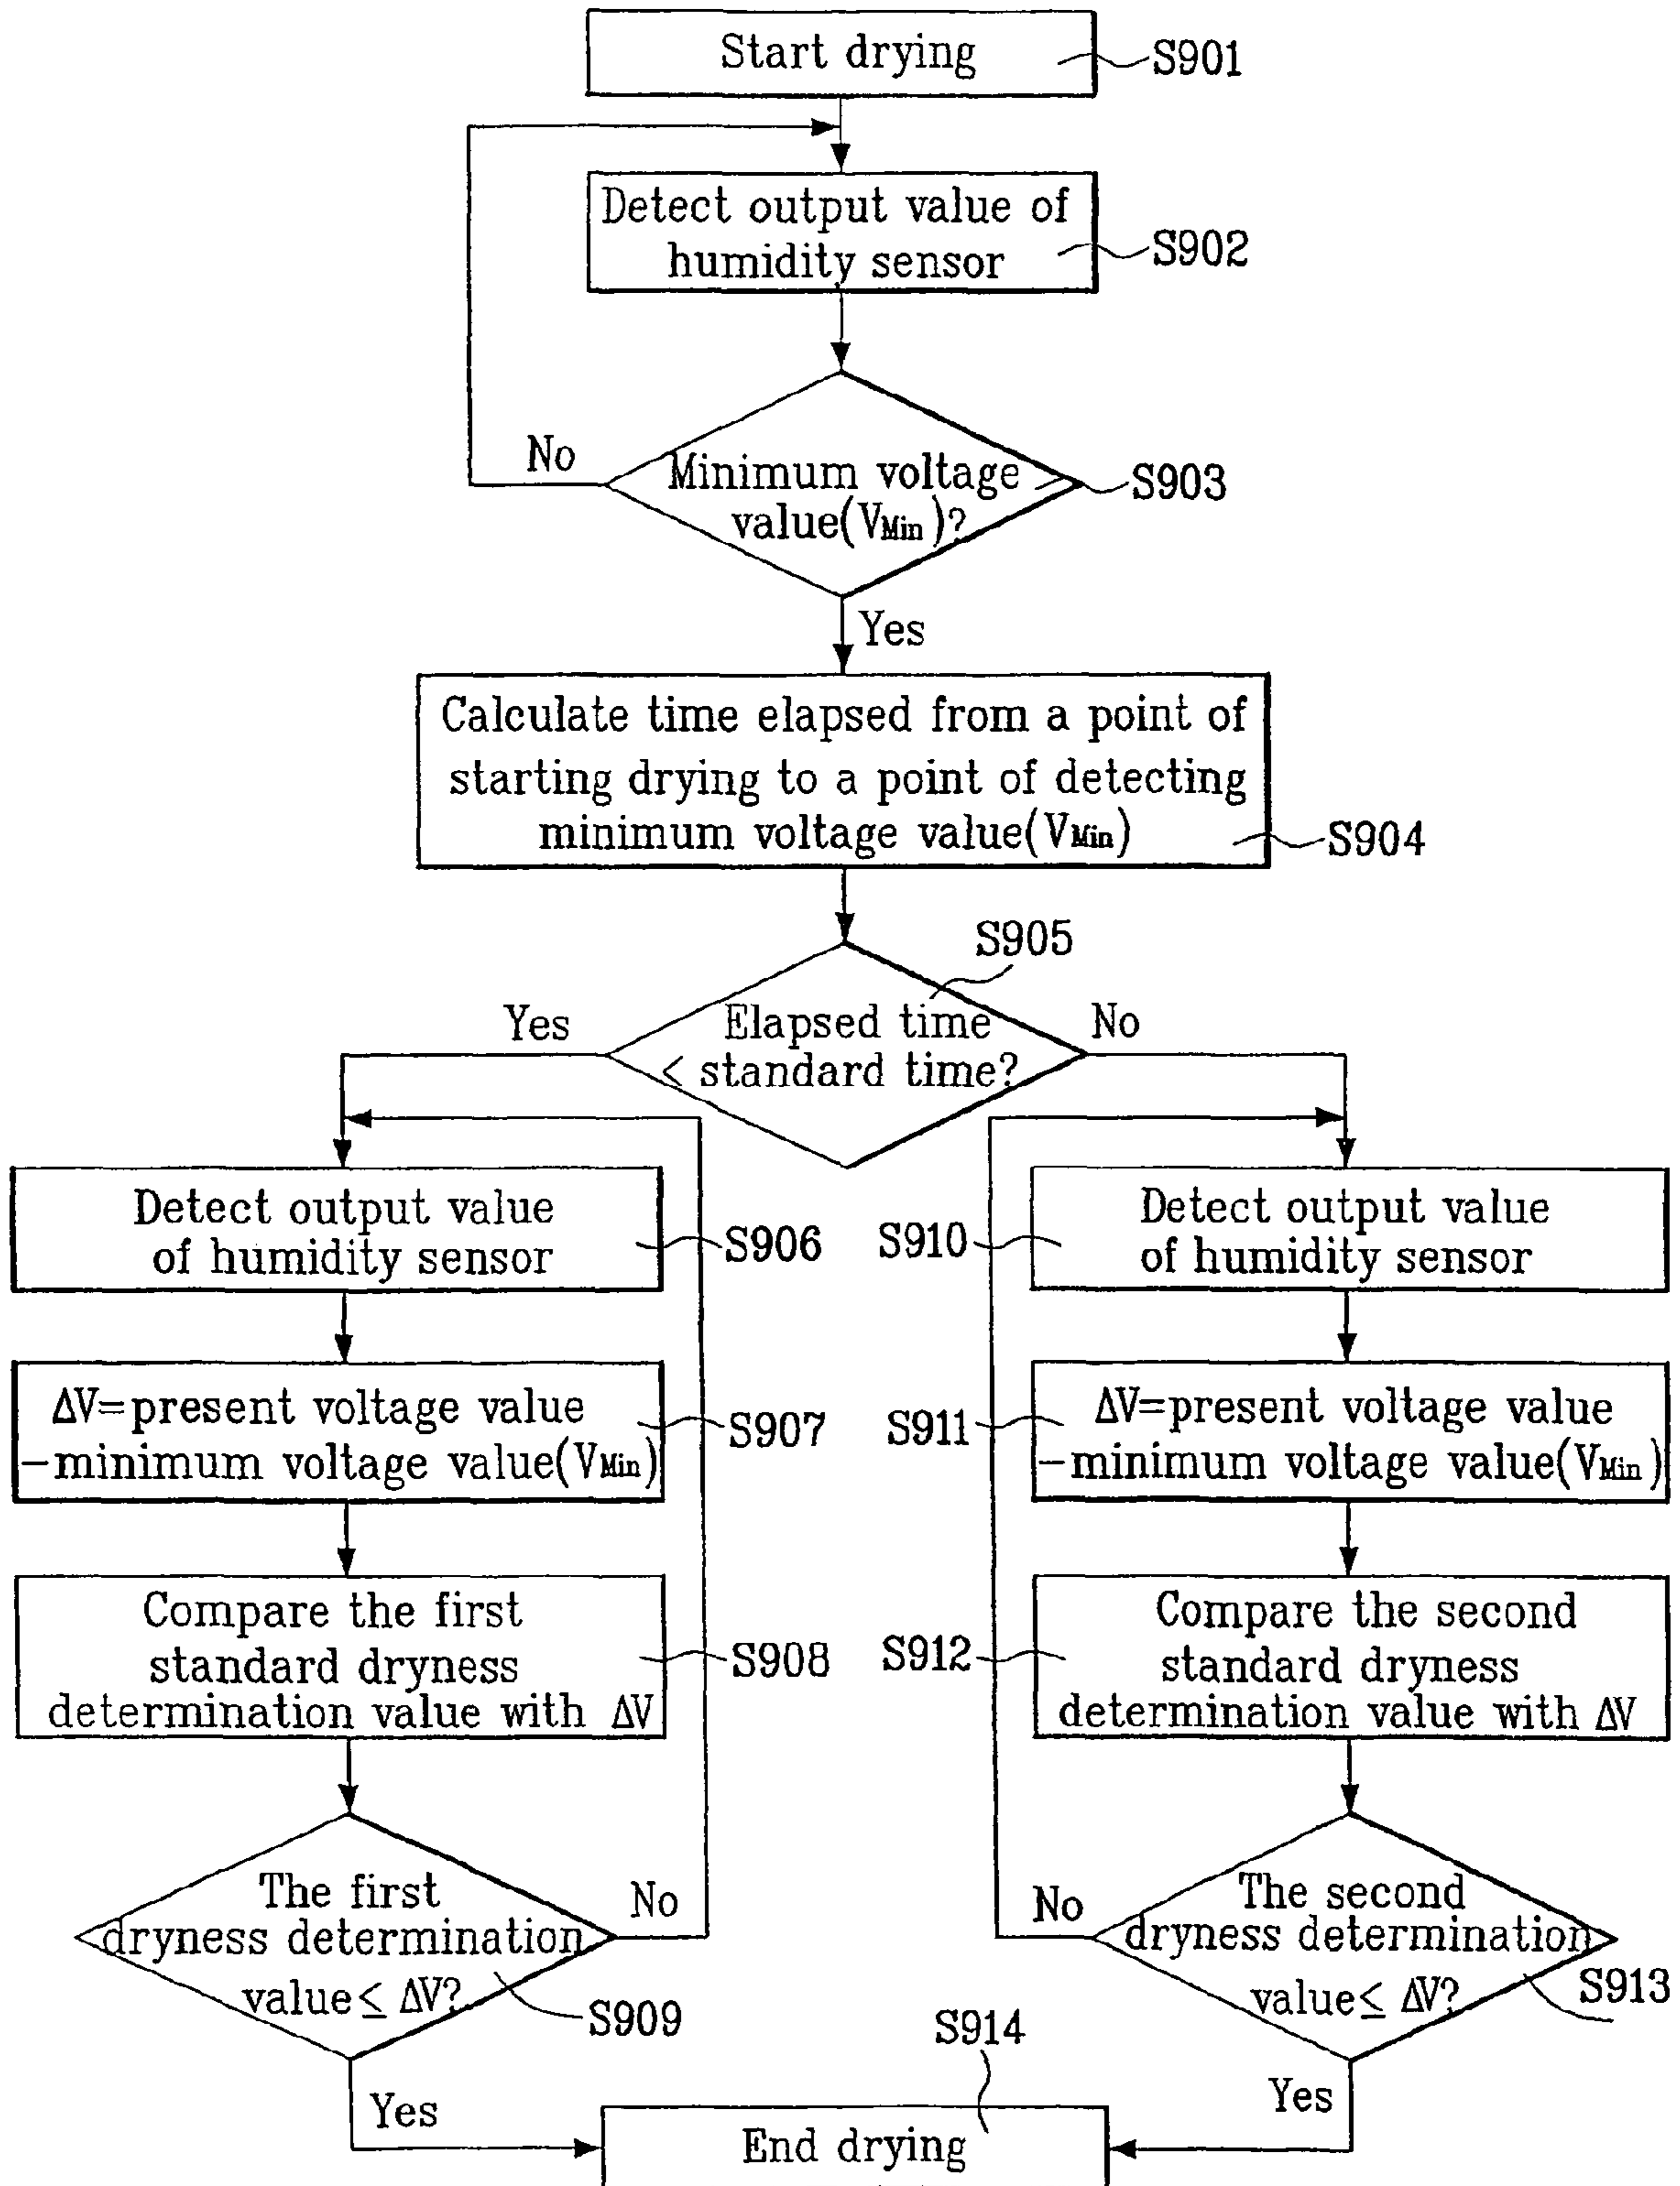 Start drying
S901
Detect output value of
humidity sensor
S902
No
Minimum voltage
value(VMin)?
S903
Yes
Calculate time elapsed from a point of
starting drying to a point of detecting
minimum voltage value(VMin)
S904
S905
Yes
Elapsed time
< standard time?
No
Detect output value
of humidity sensor
S906
S910
Detect output value
of humidity sensor
ΔV=present voltage value
-minimum voltage value(VMin)
S907
S911
ΔV=present voltage value
-minimum voltage value(VMin)
Compare the first
standard dryness
determination value with ΔV
S908
S912
Compare the second
standard dryness
determination value with ΔV
The first
dryness determination
value≤ ΔV?
No
S909
No
The second
dryness determination
value≤ ΔV?
S913
S914
Yes
Yes
End drying